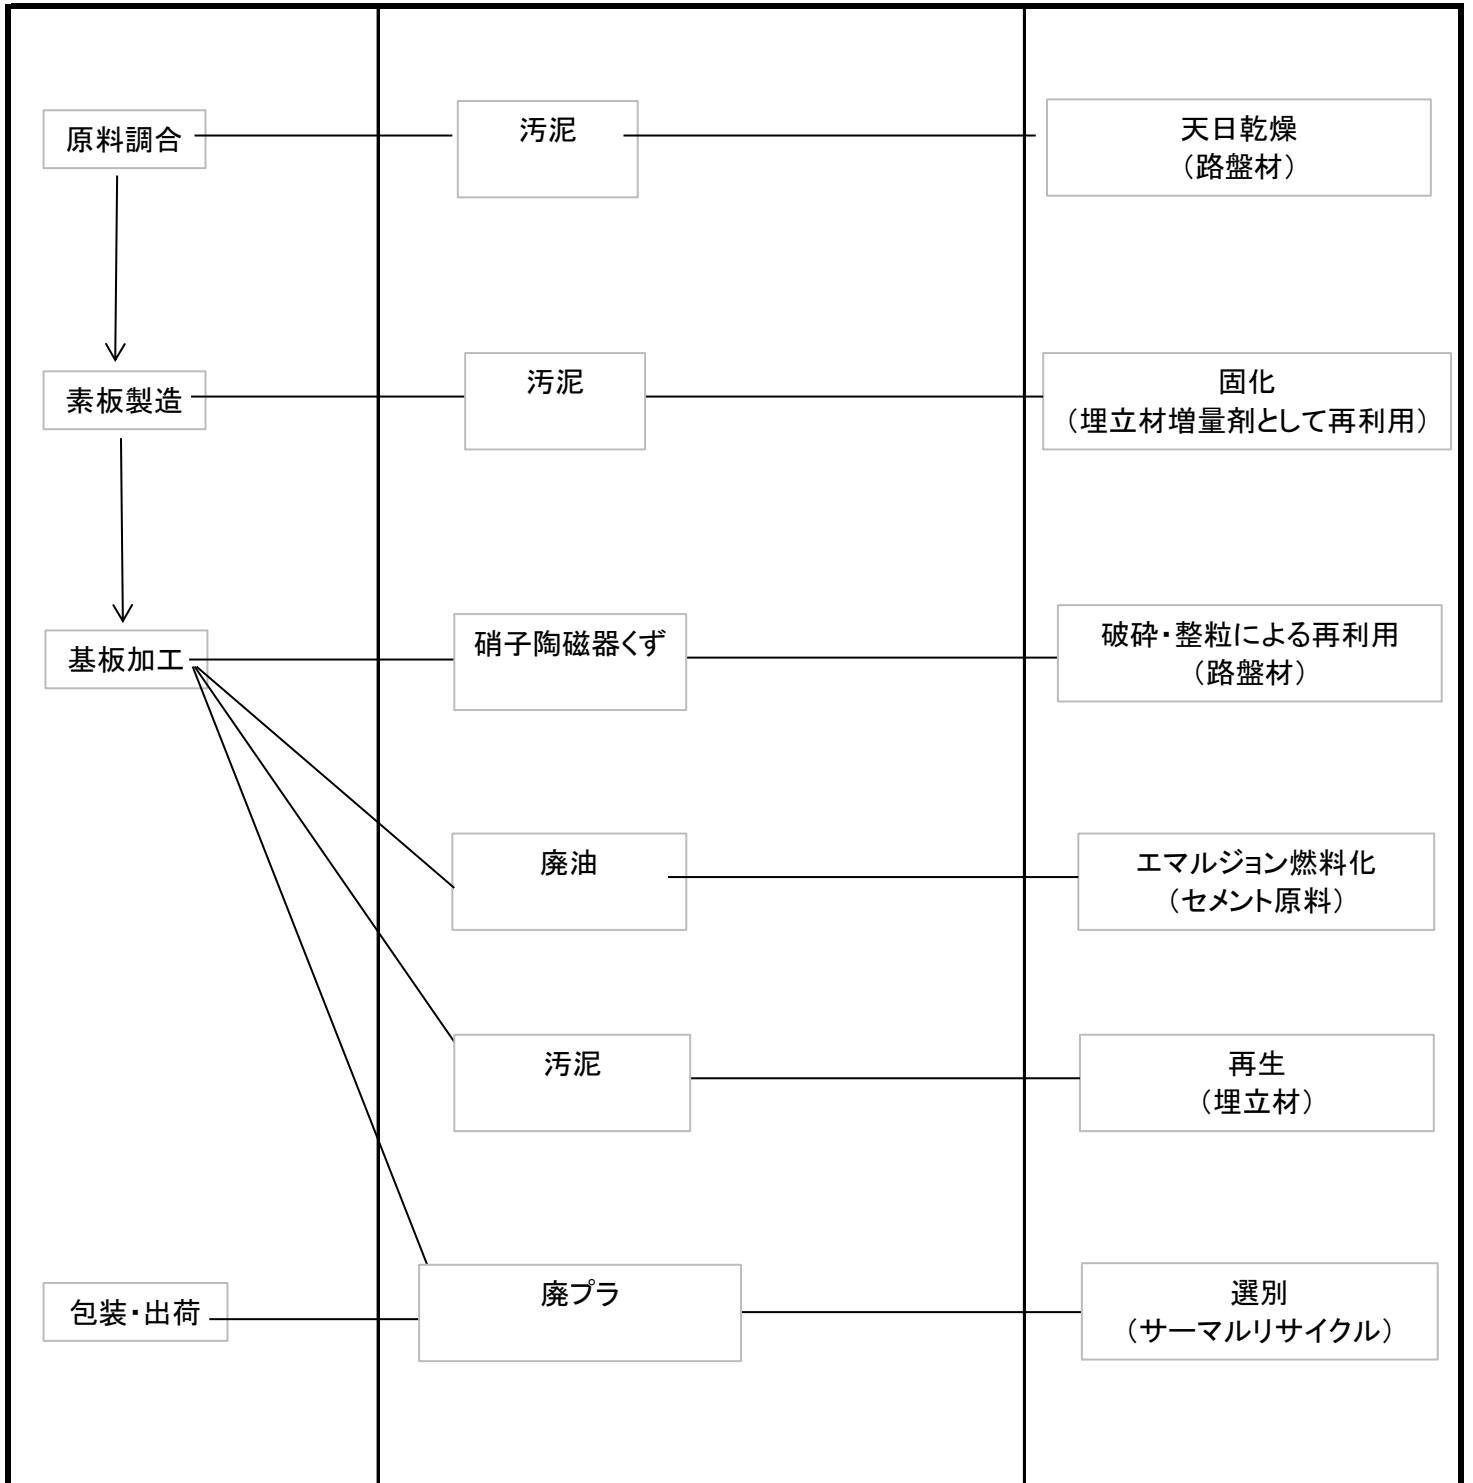 原料調合
汚泥
天日乾燥
（路盤材）
素板製造
汚泥
固化
（埋立材増量剤として再利用）
基板加工
硝子陶磁器くず
破砕・整粒による再利用
（路盤材）
廃油
エマルジョン燃料化
（セメント原料）
汚泥
再生
（埋立材）
包装・出荷
廃プラ
選別
（サーマルリサイクル）